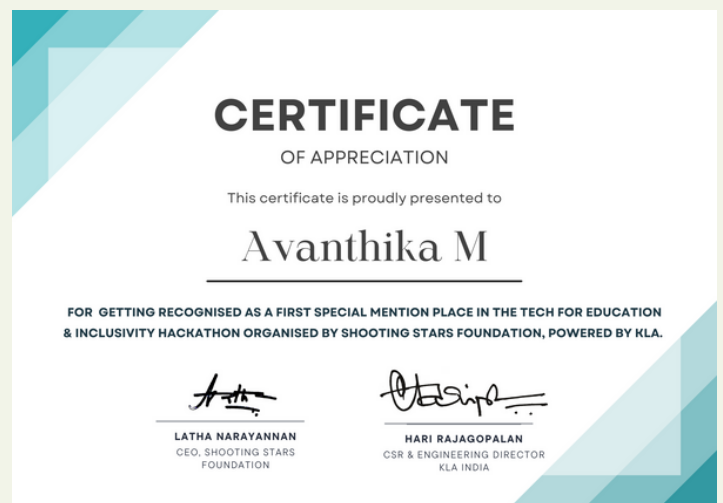 CERTIFICATE
OF APPRECIATION
This certificate is proudly presented to
Avanthika M
FOR GETTING RECOGNISED AS A FIRST SPECIAL MENTION PLACE IN THE TECH FOR EDUCATION
& INCLUSIVITY HACKATHON ORGANISED BY SHOOTING STARS FOUNDATION, POWERED BY KLA.
LATHA NARAYANNAN
CEO, SHOOTING STARS
FOUNDATION
HARI RAJAGOPALAN
CSR & ENGINEERING DIRECTOR
KLA INDIA